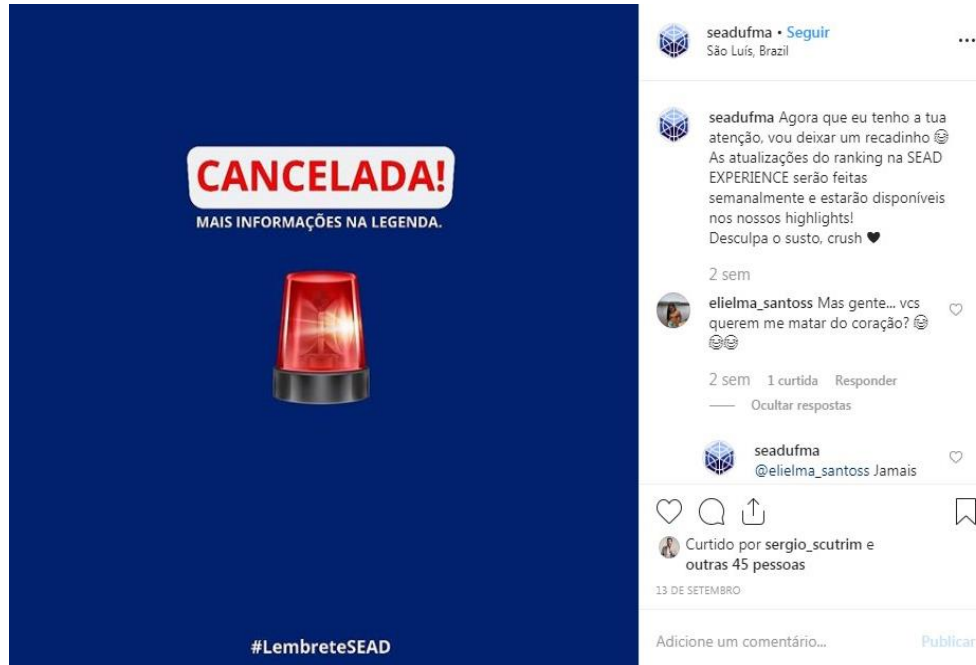 CANCELADA!
MAIS INFORMAÇÕES NA LEGENDA.
#LembreteSEAD
seadufma • Seguir
São Luís, Brazil
seadufma Agora que eu tenho a tua
atenção, vou deixar um recadinho 😂
As atualizações do ranking na SEAD
EXPERIENCE serão feitas
semanalmente e estarão disponíveis
nos nossos highlights!
Desculpa o susto, crush ♥
2 sem
elielma_santoss Mas gente... vcs
querem me matar do coração? 😂
😂😂
2 sem 1 curtida Responder
Ocultar respostas
seadufma
@elielma_santoss Jamais
Curtido por sergio_scutrim e
outras 45 pessoas
13 DE SETEMBRO
Adicione um comentário... Publicar